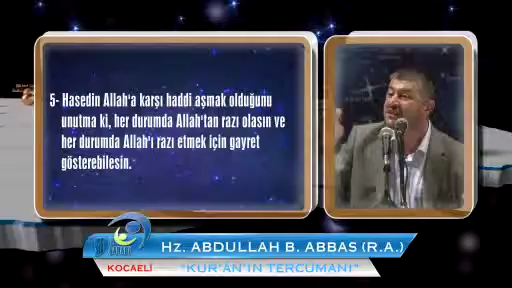 5- Hasedin Allah'a karşı haddi aşmak olduğunu
unutma ki, her durumda Allah'tan razı olasın ve
her durumda Allah'ı razı etmek için gayret
gösterebilesin.
Hz. ABDULLAH B. ABBAS (R.A.)
KOCAELİ
"KUR'ÂN'IN TERCUMANI"